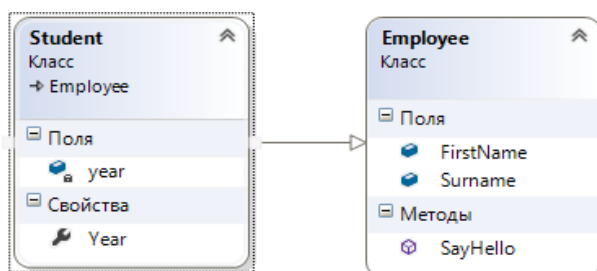 Student
Класс
Employee
Поля
year
Свойства
Year
Employee
Класс
Поля
FirstName
Surname
Методы
SayHello